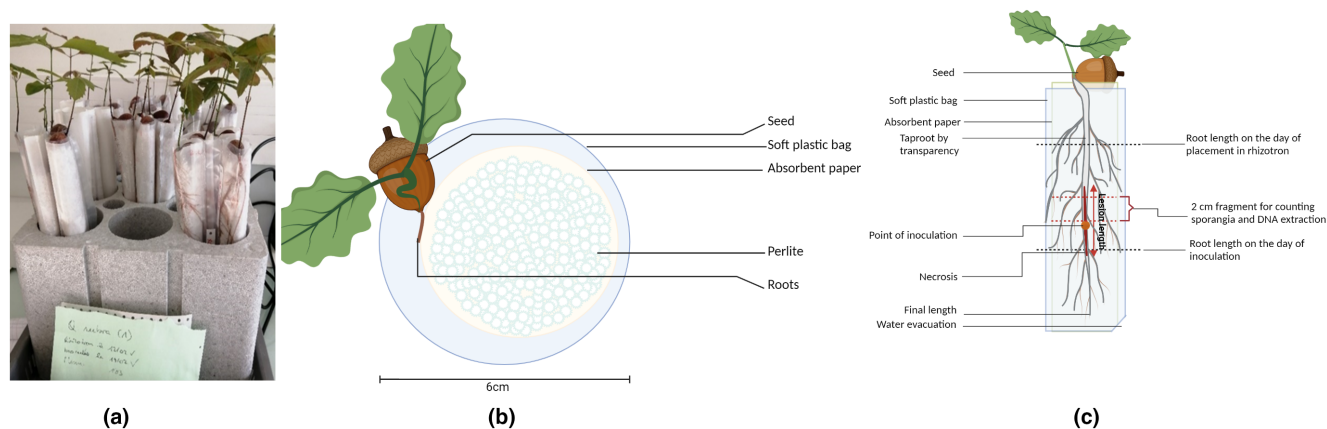 Seed
Soft plastic bag
Absorbent paper
Perlite
Roots
6cm
Seed
Soft plastic bag
Absorbent paper
Taproot by
transparency
Point of inoculation
Necrosis
Final length
Water evacuation
Lesion length
Root length on the day of
placement in rhizotron
2 cm fragment for counting
sporangia and DNA extraction
Root length on the day of
inoculation
Q (1)
(a)
(b)
(c)